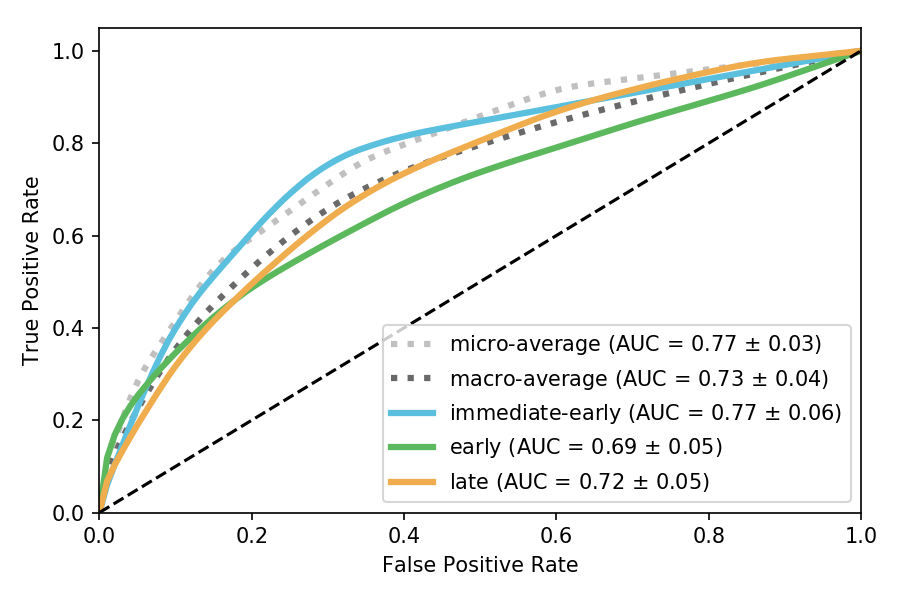 1.0
0.8
0.6
0.4
0.2
0.0
True Positive Rate
micro-average (AUC = 0.77 ± 0.03)
macro-average (AUC = 0.73 ± 0.04)
immediate-early (AUC = 0.77 ± 0.06)
early (AUC = 0.69 ± 0.05)
late (AUC = 0.72 ± 0.05)
0.0 0.2 0.4 0.6 0.8 1.0
False Positive Rate